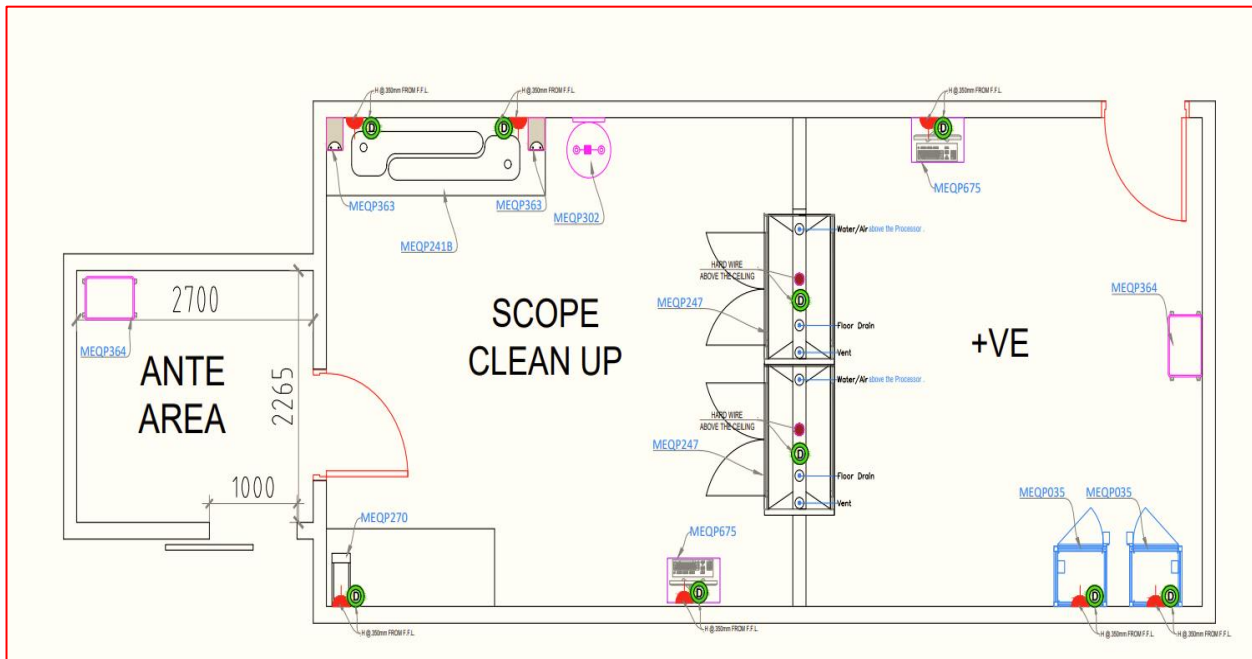 H @ 350mm FROM F.F.L.
H @ 350mm FROM F.F.L.
H @ 350mm FROM F.F.L.
MEQP363
MEQP363
MEQP302
MEQP241B
MEQP675
Water/Air above the Processor .
HARD WIRE
ABOVE THE CEILING
MEQP247
Floor Drain
Vent
MEQP364
2700
MEQP364
ANTE
AREA
2265
1000
SCOPE
CLEAN UP
+VE
Water/Air above the Processor .
HARD WIRE
ABOVE THE CEILING
MEQP247
Floor Drain
Vent
MEQP270
MEQP675
MEQP035
MEQP035
D
D
D
D
D
D
D
D
D
H @ 350mm FROM F.F.L.
H @ 350mm FROM F.F.L.
H @ 350mm FROM F.F.L.
H @ 350mm FROM F.F.L.